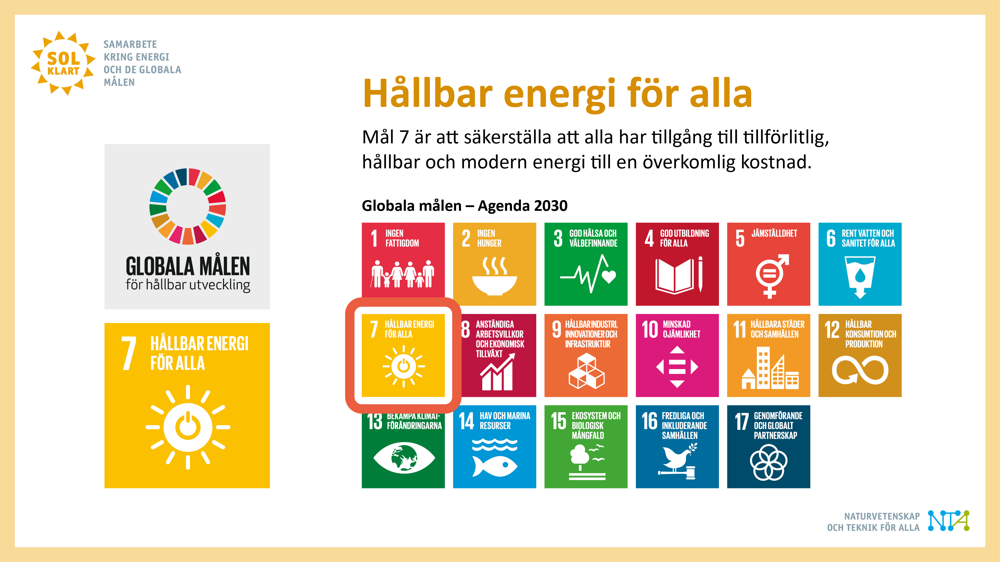 SOL
KLART
SAMARBETE
KRING ENERGI
OCH DE GLOBALA
MÅLEN
Hållbar energi för alla
Mål 7 är att säkerställa att alla har tillgång till tillförlitlig,
hållbar och modern energi till en överkomlig kostnad.
GLOBALA MÅLEN
för hållbar utveckling
7 HÅLLBAR ENERGI
FÖR ALLA
Globala målen – Agenda 2030
1 INGEN
FATTIGDOM
2 INGEN
HUNGER
3 GOD HÄLSA OCH
VÄLBEFINNANDE
4 GOD UTBILDNING
FÖR ALLA
5 JÄMSTÄLLDHET
6 RENT VATTEN OCH
SANITET FÖR ALLA
7 HÅLLBAR ENERGI
FÖR ALLA
8 ANSTÄNDIGA
ARBETSVILLKOR
OCH EKONOMISK
TILLVÄXT
9 HÅLLBAR INDUSTRI,
INNOVATIONER OCH
INFRASTRUKTUR
10 MINSKAD
OJÄMLIKHET
11 HÅLLBARA STÄDER
OCH SAMHÄLLEN
12 HÅLLBAR
KONSUMTION OCH
PRODUKTION
13 BEKÄMPA KLIMAT-
FÖRÄNDRINGARNA
14 HAV OCH MARINA
RESURSER
15 EKOSYSTEM OCH
BIOLOGISK
MÅNGFALD
16 FREDLIGA OCH
INKLUDERANDE
SAMHÄLLEN
17 GENOMFÖRANDE
OCH GLOBALT
PARTNERSKAP
NATURVETENSKAP
OCH TEKNIK FÖR ALLA
NTA